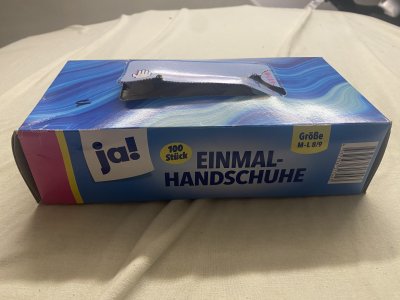 ja!
100
Stück
EINMAL-
HANDSCHUHE
Größe
M-L 8/9